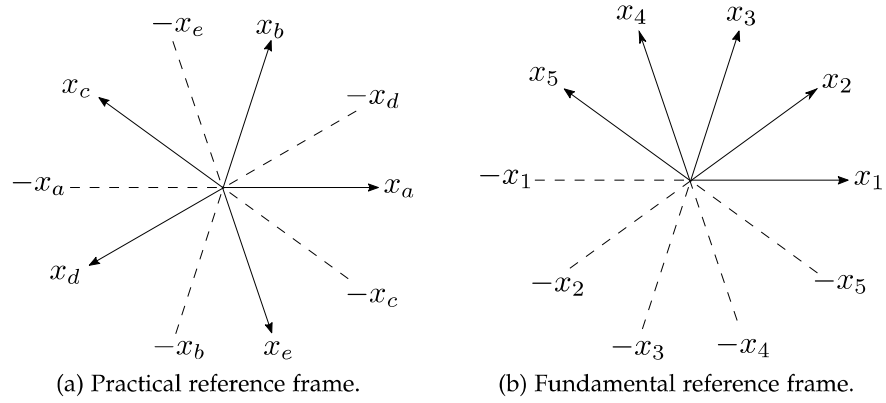 −x_e
x_b
x_c
−x_d
−x_a
x_a
x_d
−x_c
−x_b
x_e
(a) Practical reference frame.
x_4
x_3
x_5
x_2
−x_1
x_1
−x_2
−x_5
−x_3
−x_4
(b) Fundamental reference frame.